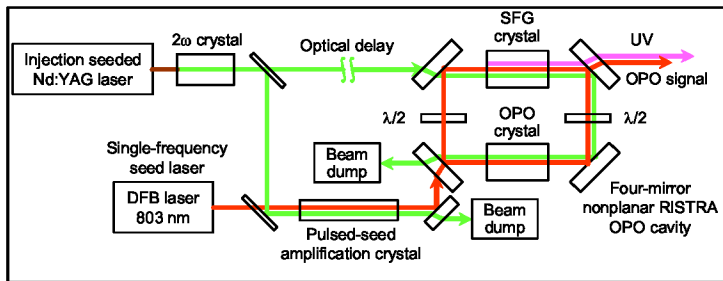 2ω crystal
Optical delay
SFG
crystal
UV
OPO signal
Injection seeded
Nd:YAG laser
λ/2
OPO
crystal
λ/2
Single-frequency
seed laser
Beam
dump
DFB laser
803 nm
Beam
dump
Four-mirror
nonplanar RISTRA
OPO cavity
Pulsed-seed
amplification crystal